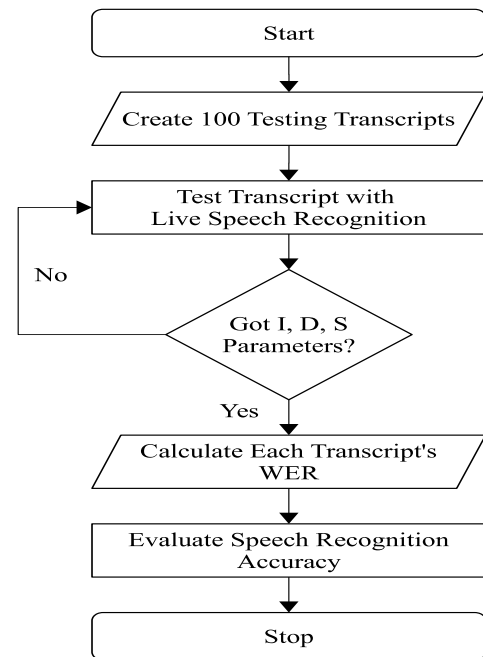 Start
Create 100 Testing Transcripts
Test Transcript with
Live Speech Recognition
No
Got I, D, S
Parameters?
Yes
Calculate Each Transcript's
WER
Evaluate Speech Recognition
Accuracy
Stop